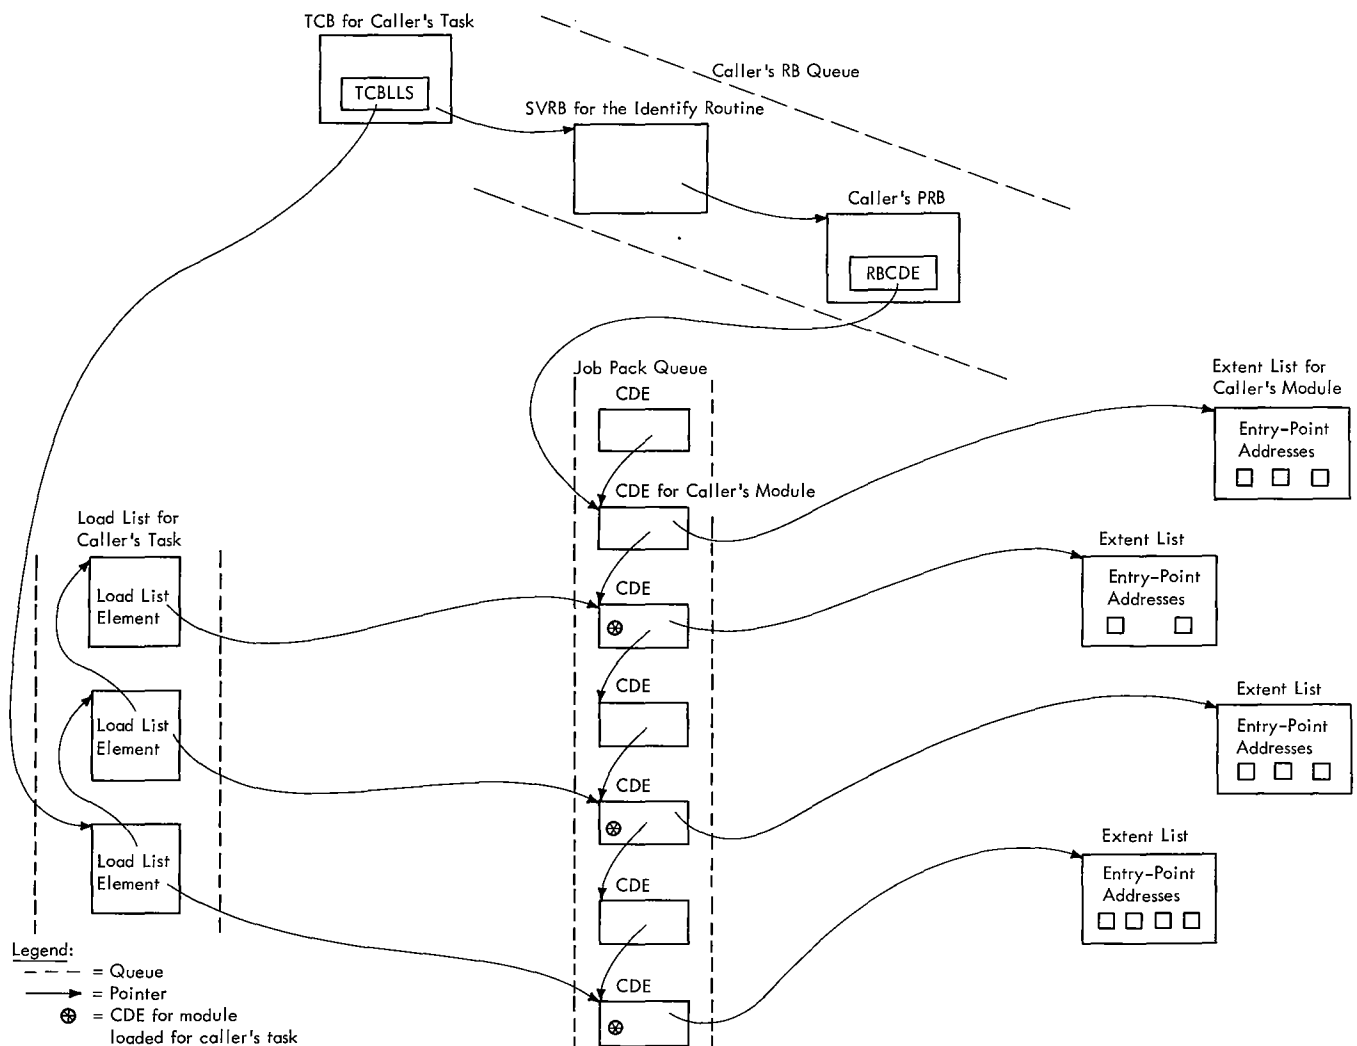 TCB for Caller's Task
TCBLLS
Caller's RB Queue
SVRB for the Identify Routine
Caller's PRB
RBCDE
Job Pack Queue
CDE
CDE for Caller's Module
CDE
CDE
CDE
CDE
CDE
Extent List for
Caller's Module
Entry-Point
Addresses
Extent List
Entry-Point
Addresses
Extent List
Entry-Point
Addresses
Extent List
Entry-Point
Addresses
Load List for
Caller's Task
Load List
Element
Load List
Element
Load List
Element
Legend:
= Queue
= Pointer
= CDE for module
loaded for caller's task